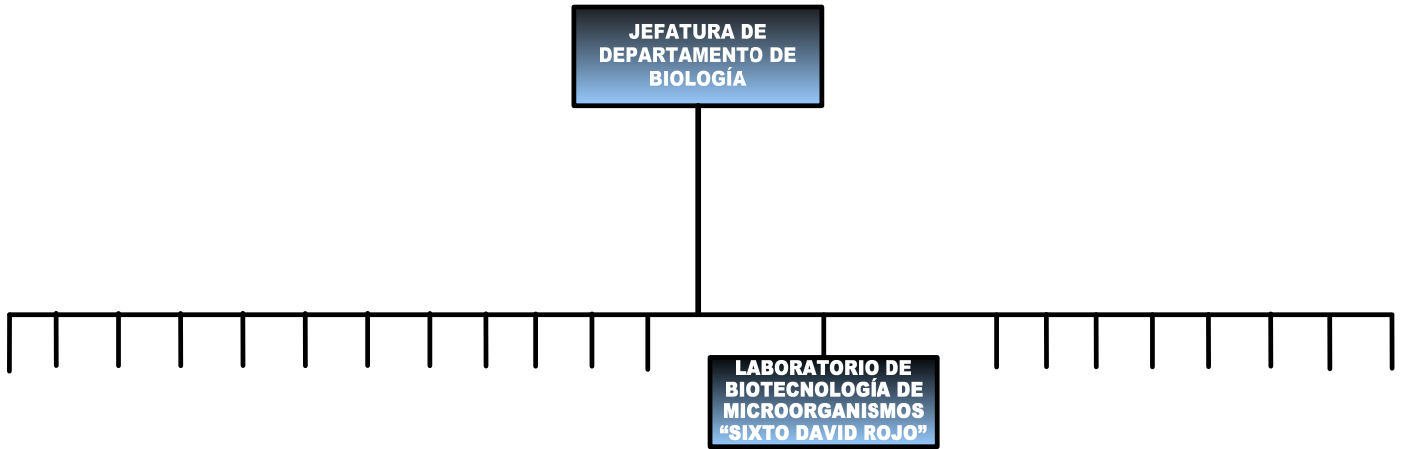 JEFATURA DE
DEPARTAMENTO DE
BIOLOGÍA
LABORATORIO DE
BIOTECNOLOGÍA DE
MICROORGANISMOS
“SIXTO DAVID ROJO”